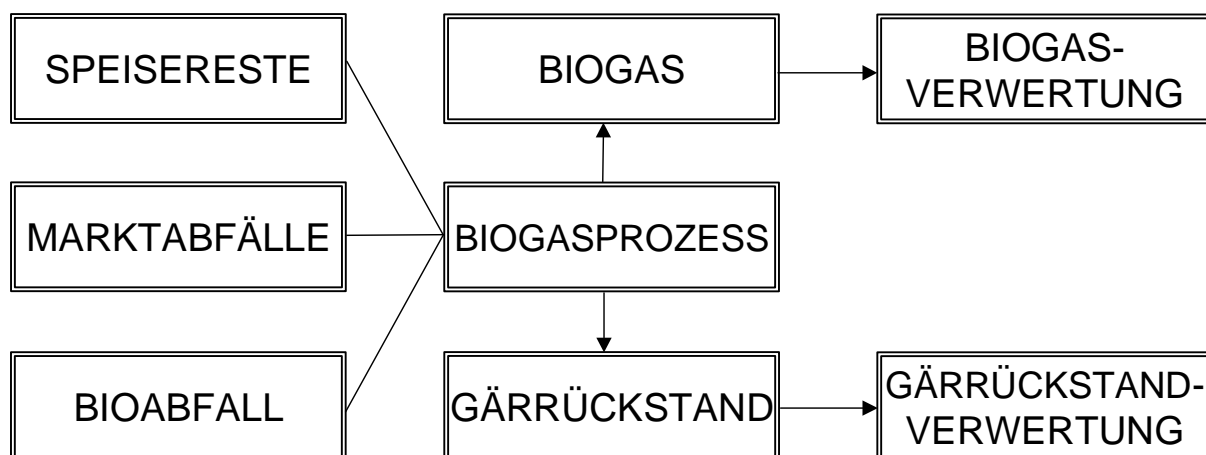 SPEISERESTE
BIOGAS
BIOGAS-
VERWERTUNG
MARKTABFÄLLE
BIOGASPROZESS
BIOABFALL
GÄRRÜCKSTAND
GÄRRÜCKSTAND-
VERWERTUNG